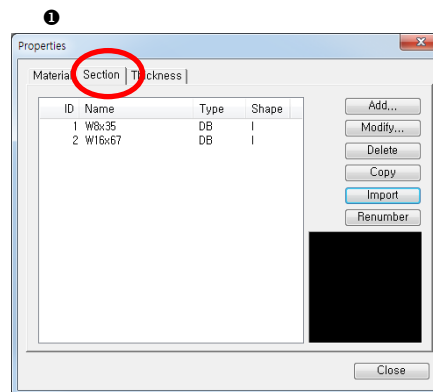 ❶
Properties
Material Section Thickness
ID Name Type Shape
1 W8x35 DB I
2 W16x67 DB I
Add...
Modify...
Delete
Copy
Import
Renumber
Close